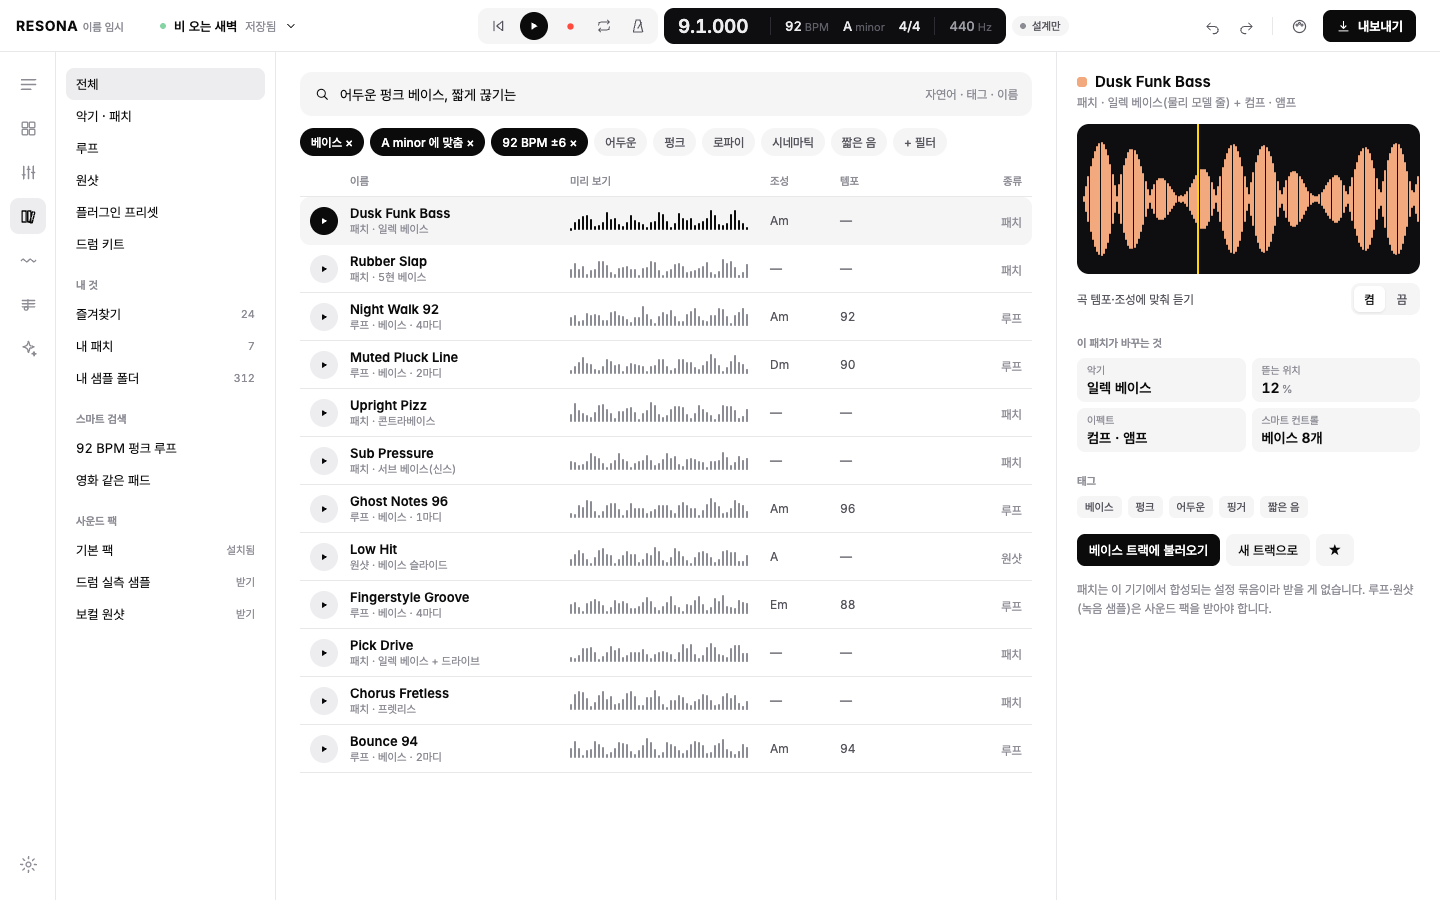 RESONA 이름 임시
비 오는 새벽 저장됨
9.1.000 92 BPM A minor 4/4 440 Hz
설계만
내보내기
전체
악기 · 패치
루프
원샷
플러그인 프리셋
드럼 키트
내 것
즐겨찾기 24
내 패치 7
내 샘플 폴더 312
스마트 검색
92 BPM 펑크 루프
영화 같은 패드
사운드 팩
기본 팩 설치됨
드럼 실측 샘플 받기
보컬 원샷 받기
어두운 펑크 베이스, 짧게 끊기는 자연어 · 태그 · 이름
베이스 × A minor 에 맞춤 × 92 BPM ±6 × 어두운 펑크 로파이 시네마틱 짧은 음 + 필터
이름 미리 보기 조성 템포 종류
Dusk Funk Bass Am — 패치
패치 · 일렉 베이스
Rubber Slap — — 패치
패치 · 5현 베이스
Night Walk 92 Am 92 루프
루프 · 베이스 · 4마디
Muted Pluck Line Dm 90 루프
루프 · 베이스 · 2마디
Upright Pizz — — 패치
패치 · 콘트라베이스
Sub Pressure — — 패치
패치 · 서브 베이스(신스)
Ghost Notes 96 Am 96 루프
루프 · 베이스 · 1마디
Low Hit A — 원샷
원샷 · 베이스 슬라이드
Fingerstyle Groove Em 88 루프
루프 · 베이스 · 4마디
Pick Drive — — 패치
패치 · 일렉 베이스 + 드라이브
Chorus Fretless — — 패치
패치 · 프렛리스
Bounce 94 Am 94 루프
루프 · 베이스 · 2마디
Dusk Funk Bass
패치 · 일렉 베이스(물리 모델 줄) + 컴프 · 앰프
곡 템포·조성에 맞춰 듣기 켬 끔
이 패치가 바꾸는 것
악기 뜯는 위치
일렉 베이스 12 %
이펙트 스마트 컨트롤
컴프 · 앰프 베이스 8개
태그
베이스 펑크 어두운 핑거 짧은 음
베이스 트랙에 불러오기 새 트랙으로 ★
패치는 이 기기에서 합성되는 설정 묶음이라 받을 게 없습니다. 루프·원샷
(녹음 샘플)은 사운드 팩을 받아야 합니다.